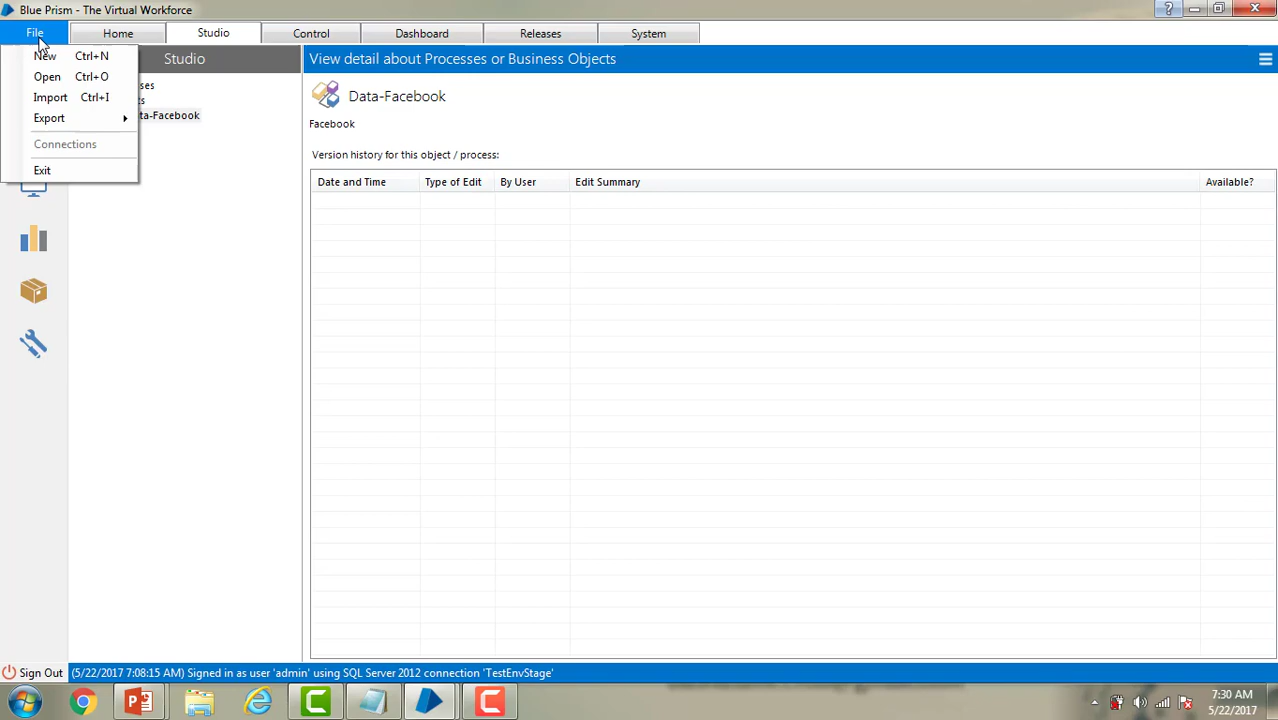 Blue Prism - The Virtual Workforce
?
File
Home
Studio
Control
Dashboard
Releases
System
New Ctrl+N
Open Ctrl+O
Import Ctrl+I
Export
Connections
Exit
Studio
View detail about Processes or Business Objects
Data-Facebook
Facebook
Version history for this object / process:
Date and Time
Type of Edit
By User
Edit Summary
Available?
Sign Out
(5/22/2017 7:08:15 AM) Signed in as user 'admin' using SQL Server 2012 connection 'TestEnvStage'
7:30 AM
5/22/2017